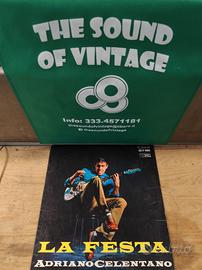 THE SOUND
OF VINTAGE
Info: 333.4571181
LA FESTA
ADRIANO CELENTANO